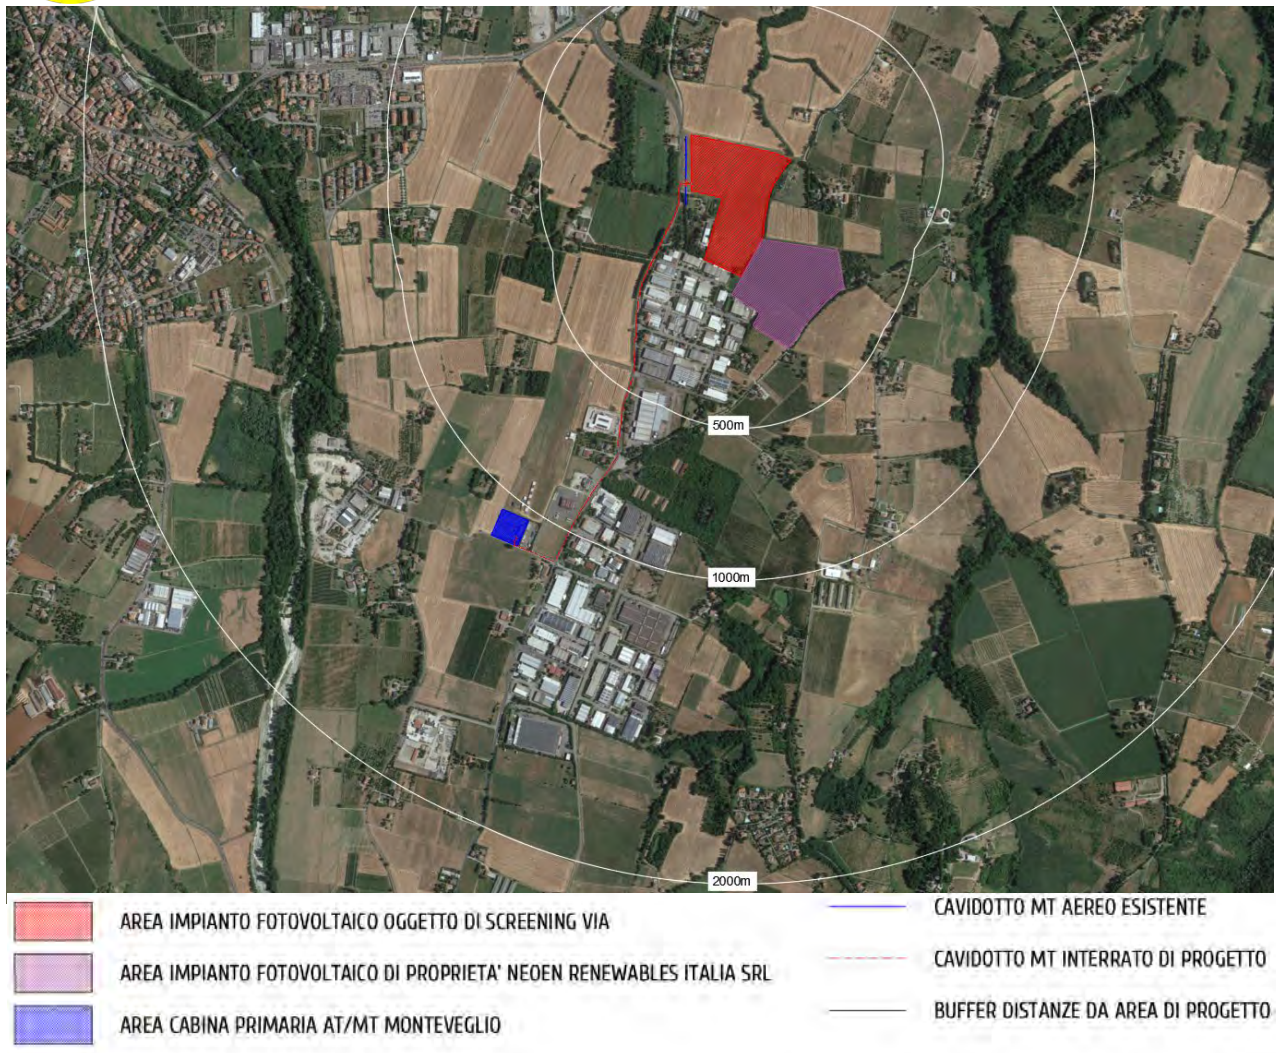 500m
1000m
2000m
AREA IMPIANTO FOTOVOLTAICO OGGETTO DI SCREENING VIA
AREA IMPIANTO FOTOVOLTAICO DI PROPRIETA' NEOEN RENEWABLES ITALIA SRL
AREA CABINA PRIMARIA AT/MT MONTEVEGLIO
CAVIDOTTO MT AEREO ESISTENTE
CAVIDOTTO MT INTERRATO DI PROGETTO
BUFFER DISTANZE DA AREA DI PROGETTO